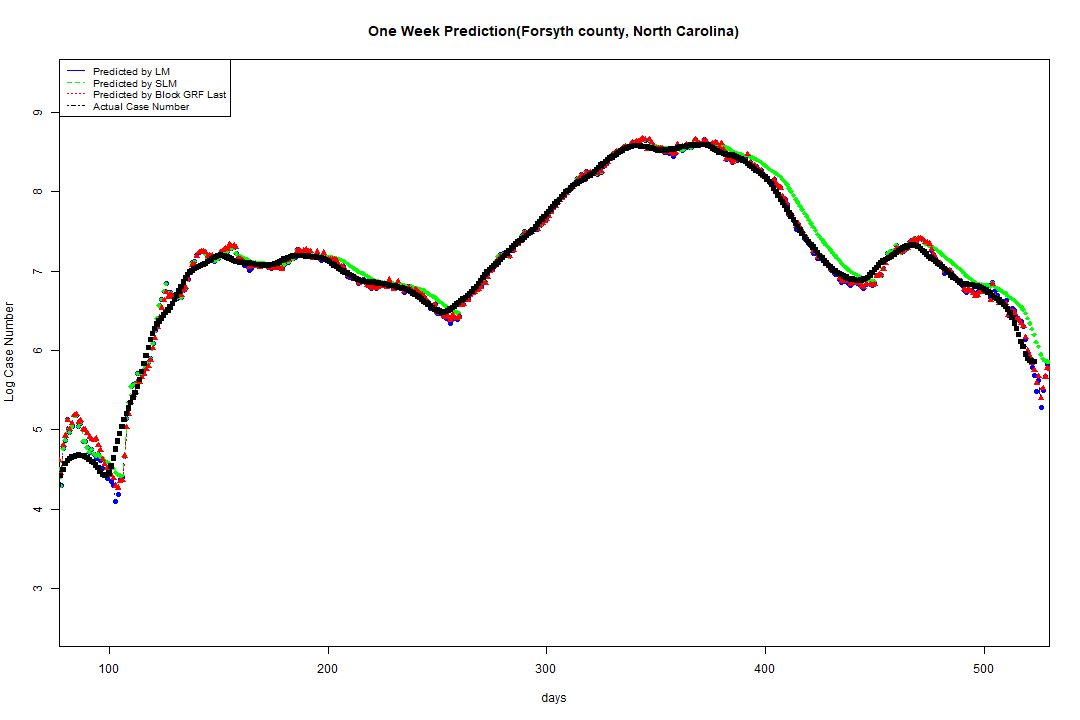 One Week Prediction(Forsyth county, North Carolina)
Predicted by LM
Predicted by SLM
Predicted by Block GRF Last
Actual Case Number
9
8
7
6
5
4
3
Log Case Number
100 200 300 400 500
days